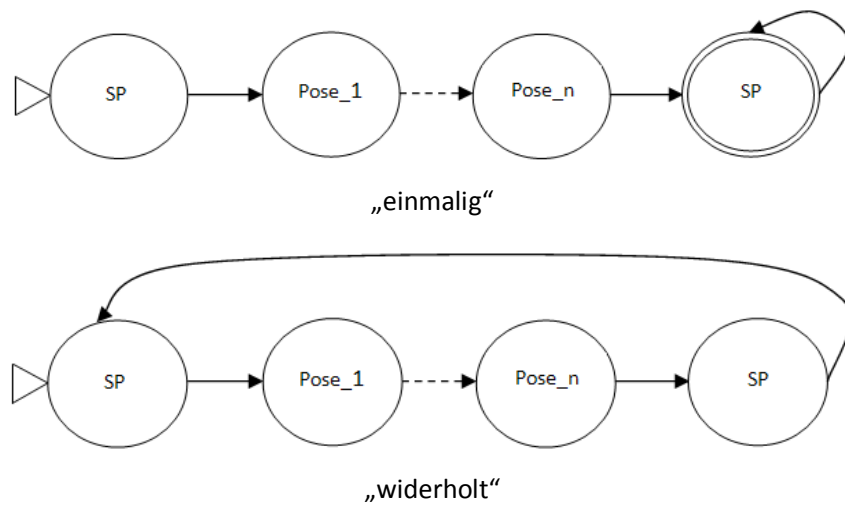 SP Pose_1 Pose_n SP
„einmalig“
SP Pose_1 Pose_n SP
„widerholt“